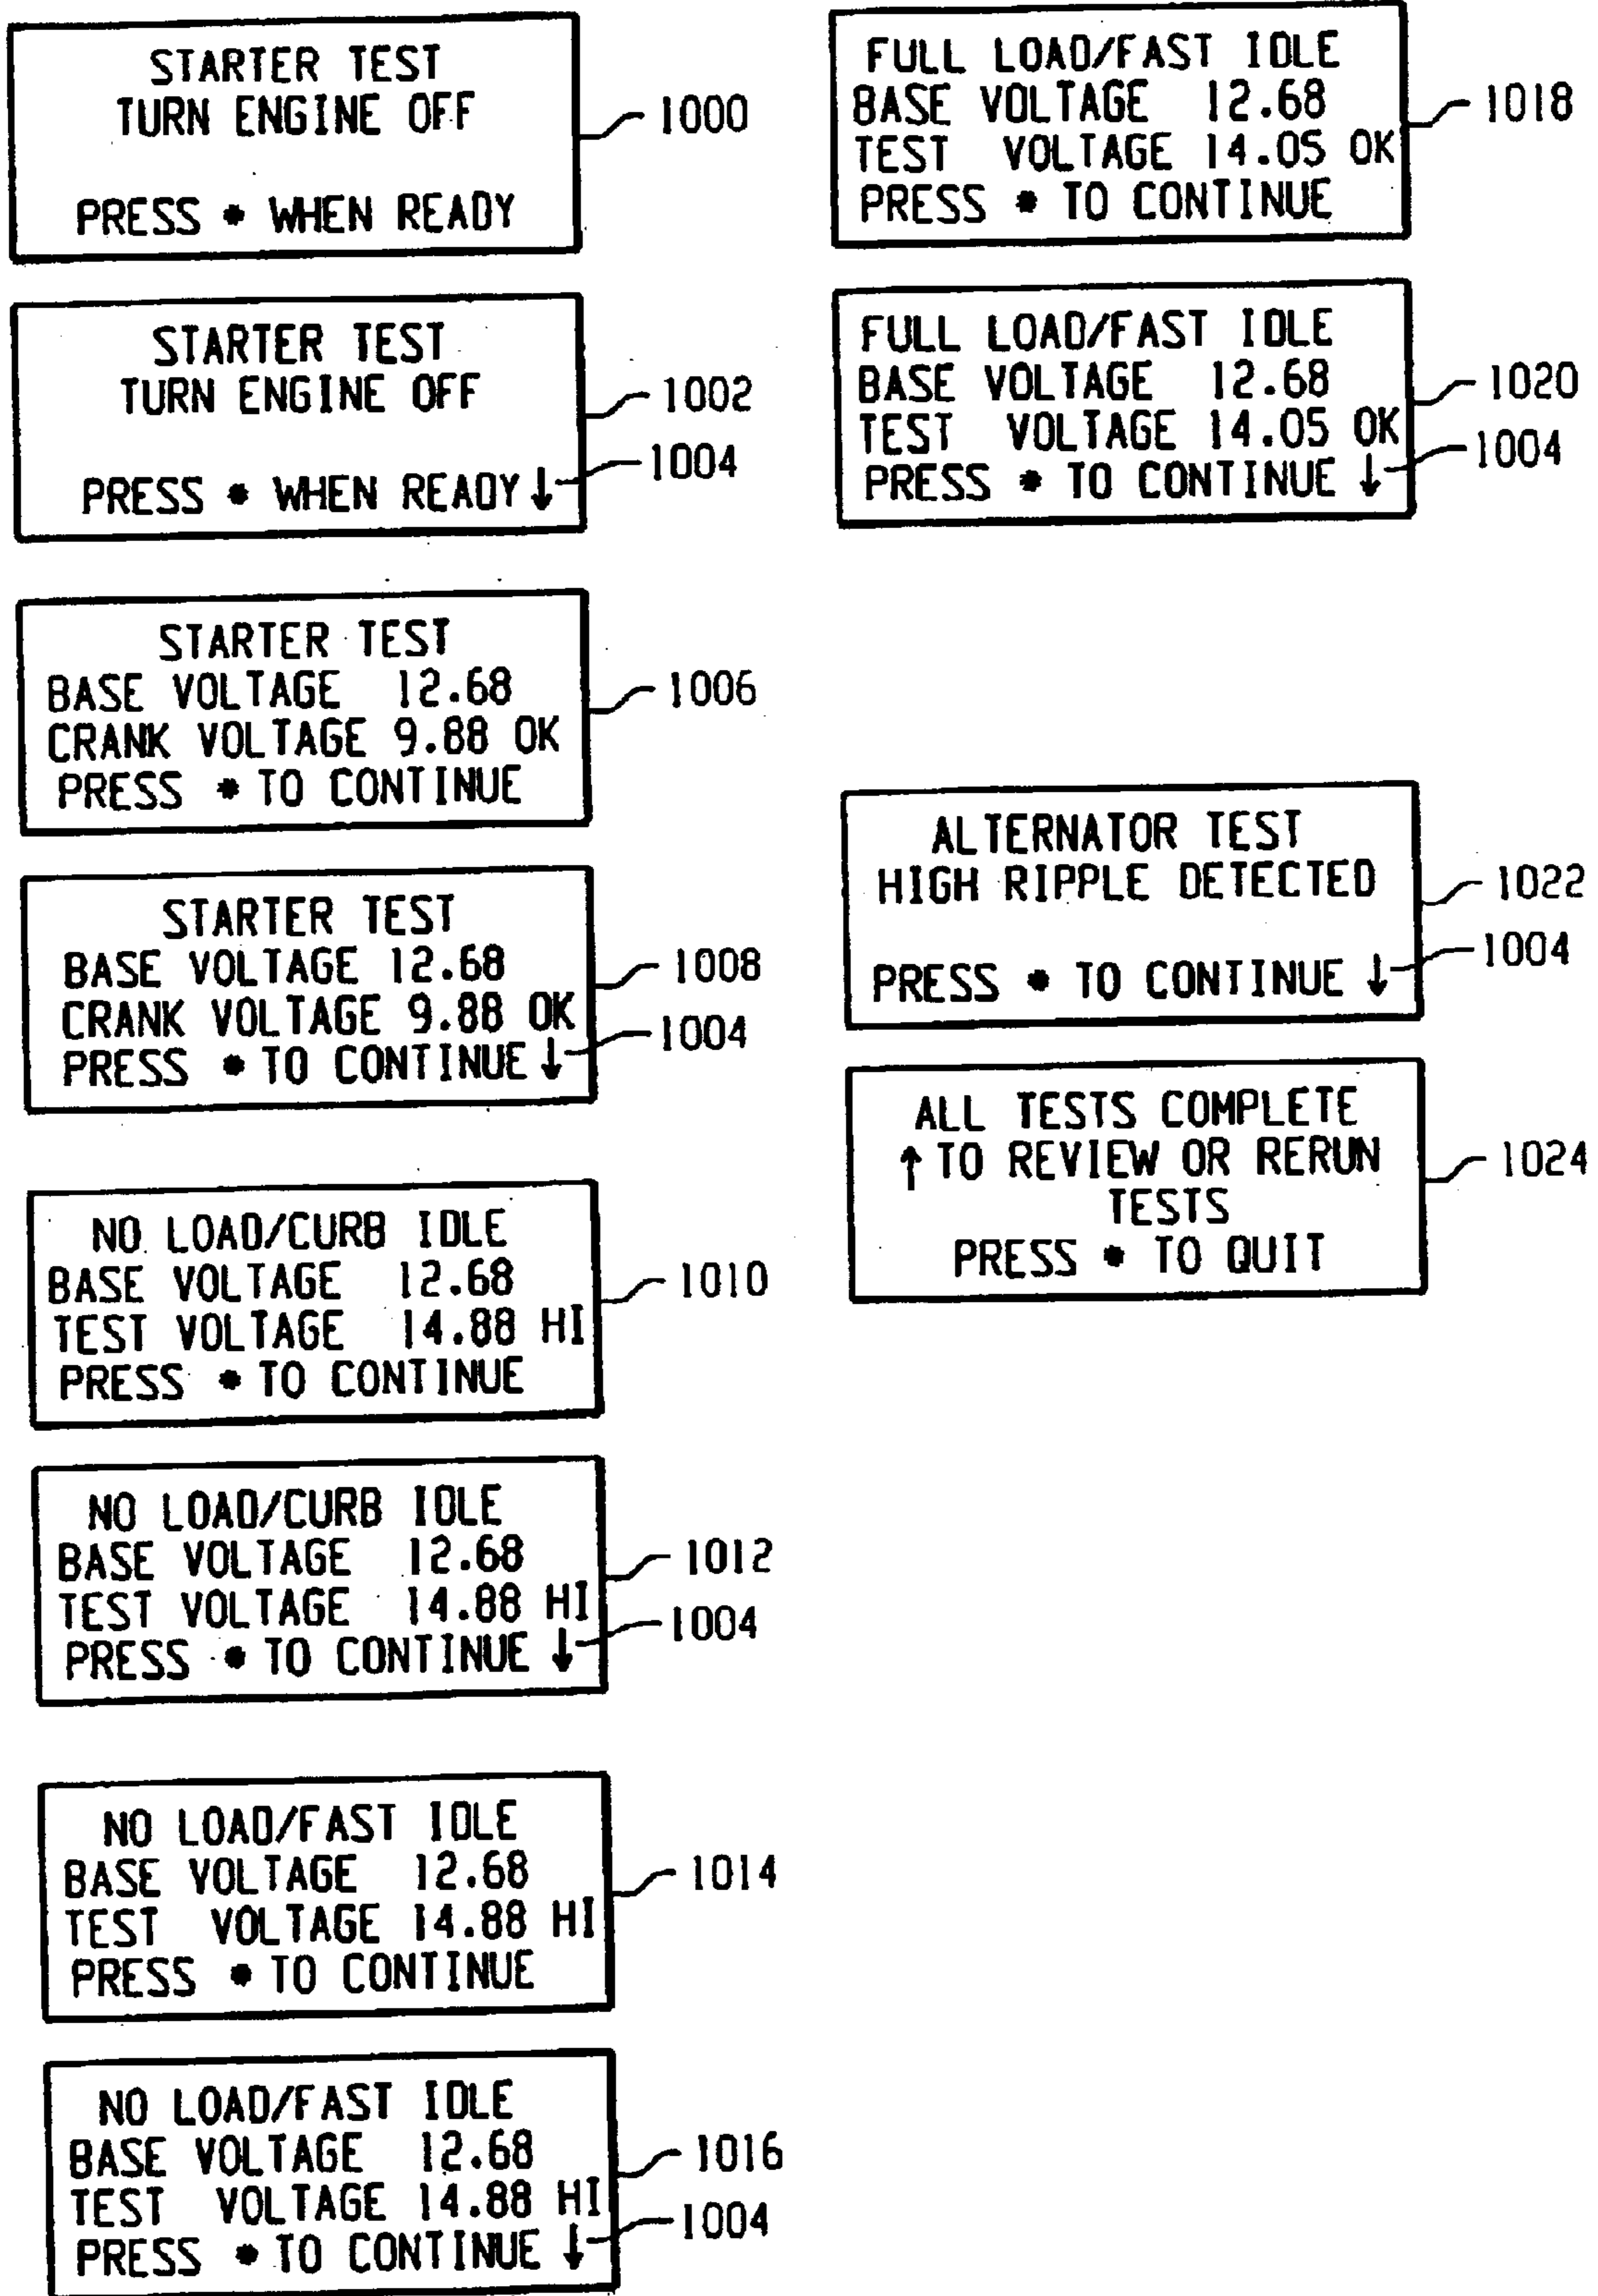 STARTER TEST
TURN ENGINE OFF
PRESS * WHEN READY
1000
STARTER TEST
TURN ENGINE OFF
1002
PRESS * WHEN READY ↓
1004
STARTER TEST
BASE VOLTAGE 12.68
1006
CRANK VOLTAGE 9.88 OK
PRESS * TO CONTINUE
STARTER TEST
BASE VOLTAGE 12.68
1008
CRANK VOLTAGE 9.88 OK
PRESS * TO CONTINUE ↓
1004
NO LOAD/CURB IDLE
BASE VOLTAGE 12.68
1010
TEST VOLTAGE 14.88 HI
PRESS * TO CONTINUE
NO LOAD/CURB IDLE
BASE VOLTAGE 12.68
1012
TEST VOLTAGE 14.88 HI
PRESS * TO CONTINUE ↓
1004
NO LOAD/FAST IDLE
BASE VOLTAGE 12.68
1014
TEST VOLTAGE 14.88 HI
PRESS * TO CONTINUE
NO LOAD/FAST IDLE
BASE VOLTAGE 12.68
1016
TEST VOLTAGE 14.88 HI
PRESS * TO CONTINUE ↓
1004
FULL LOAD/FAST IDLE
BASE VOLTAGE 12.68
1018
TEST VOLTAGE 14.05 OK
PRESS * TO CONTINUE
FULL LOAD/FAST IDLE
BASE VOLTAGE 12.68
1020
TEST VOLTAGE 14.05 OK
PRESS * TO CONTINUE ↓
1004
ALTERNATOR TEST
HIGH RIPPLE DETECTED
1022
PRESS * TO CONTINUE ↓
1004
ALL TESTS COMPLETE
↑ TO REVIEW OR RERUN
1024
TESTS
PRESS * TO QUIT